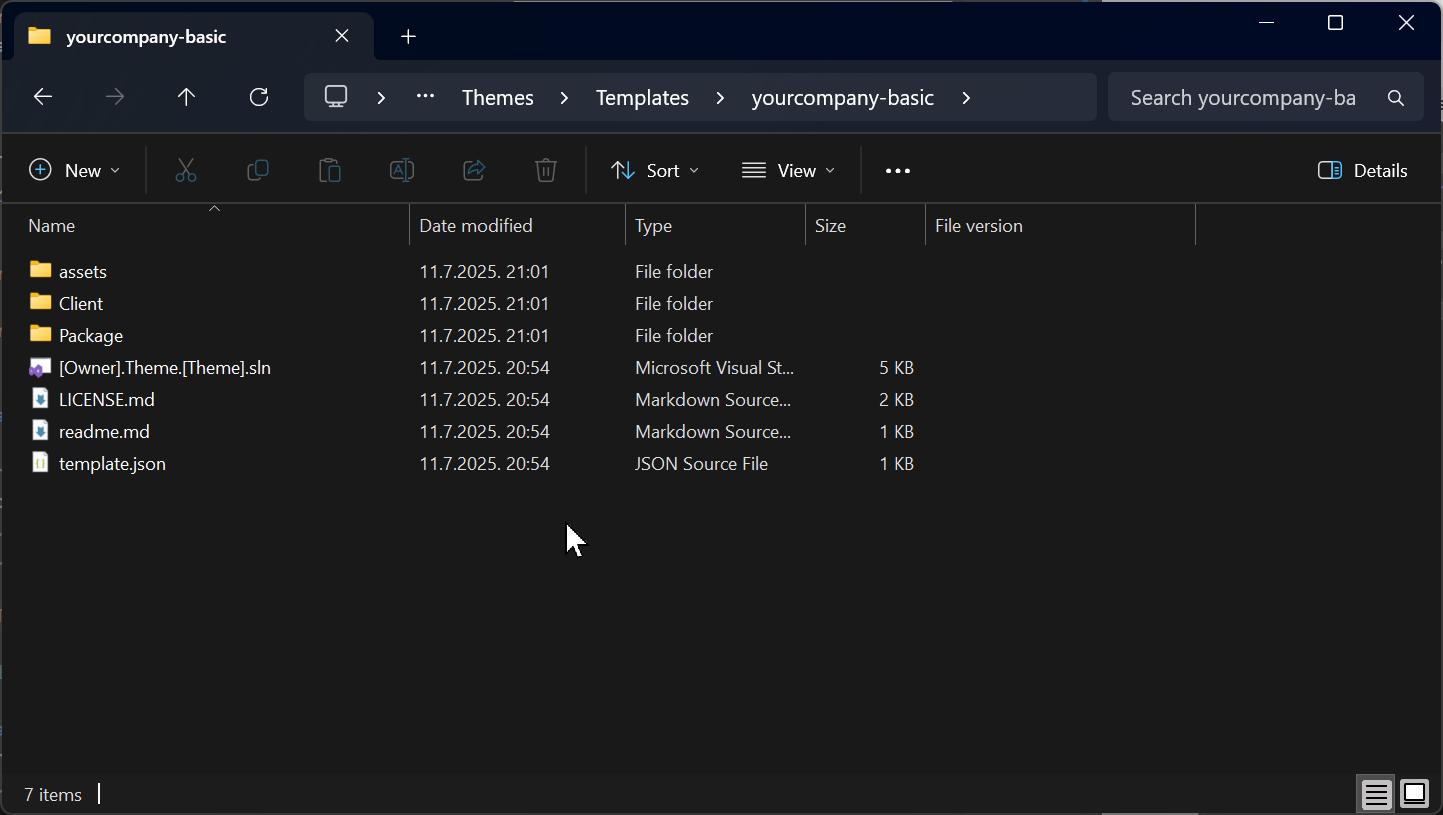 yourcompany-basic
Themes Templates yourcompany-basic Search yourcompany-ba
New Sort View Details
Name Date modified Type Size File version
assets 11.7.2025. 21:01 File folder
Client 11.7.2025. 21:01 File folder
Package 11.7.2025. 21:01 File folder
[Owner].Theme.[Theme].sln 11.7.2025. 20:54 Microsoft Visual St... 5 KB
LICENSE.md 11.7.2025. 20:54 Markdown Source... 2 KB
readme.md 11.7.2025. 20:54 Markdown Source... 1 KB
template.json 11.7.2025. 20:54 JSON Source File 1 KB
7 items